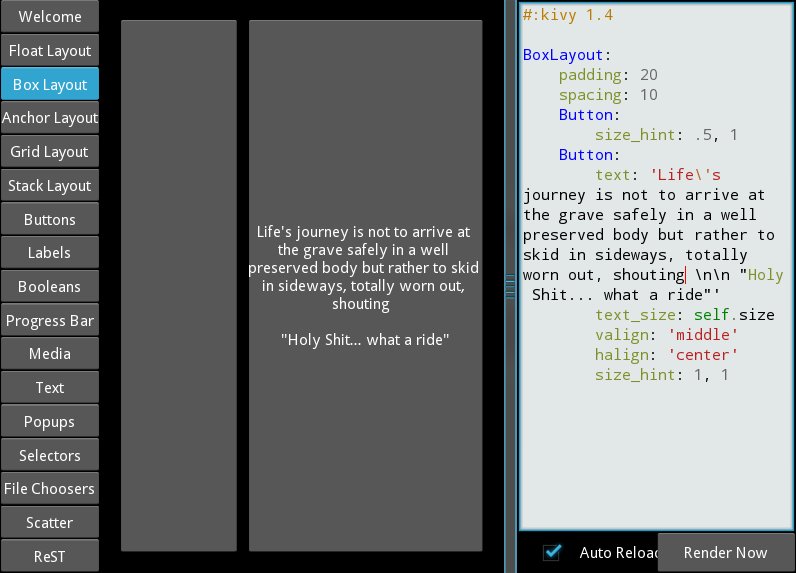 Welcome
Float Layout
Box Layout
Anchor Layout
Grid Layout
Stack Layout
Buttons
Labels
Booleans
Progress Bar
Media
Text
Popups
Selectors
File Choosers
Scatter
ReST
Life's journey is not to arrive at
the grave safely in a well
preserved body but rather to skid
in sideways, totally worn out,
shouting
"Holy Shit... what a ride"
#:kivy 1.4
BoxLayout:
    padding: 20
    spacing: 10
    Button:
        size_hint: .5, 1
    Button:
        text: 'Life\'s
journey is not to arrive at
the grave safely in a well
preserved body but rather to
skid in sideways, totally
worn out, shouting \n\n "Holy
 Shit... what a ride"'
        text_size: self.size
        valign: 'middle'
        halign: 'center'
        size_hint: 1, 1
Auto Reload
Render Now